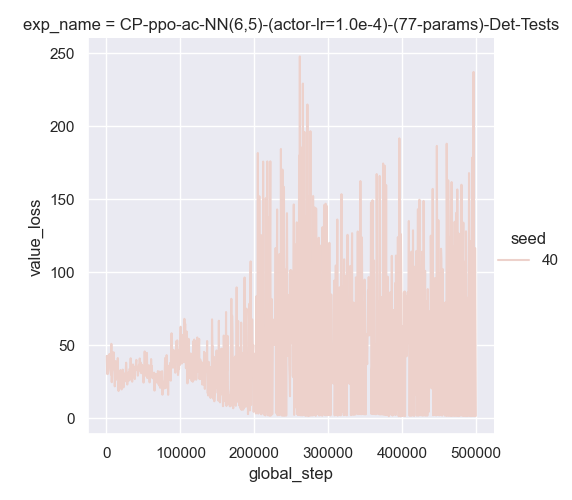 exp_name = CP-ppo-ac-NN(6,5)-(actor-lr=1.0e-4)-(77-params)-Det-Tests
250
200
150
100
50
0
value_loss
0 100000 200000 300000 400000 500000
global_step
seed
40